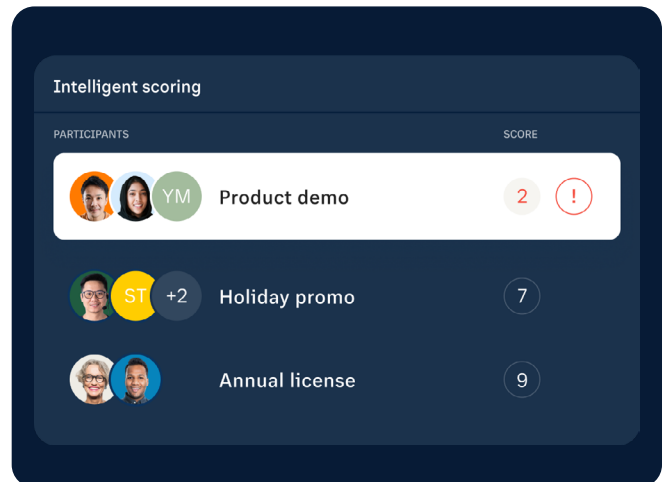 Intelligent scoring
PARTICIPANTS SCORE
YM Product demo 2 !
ST +2 Holiday promo 7
Annual license 9